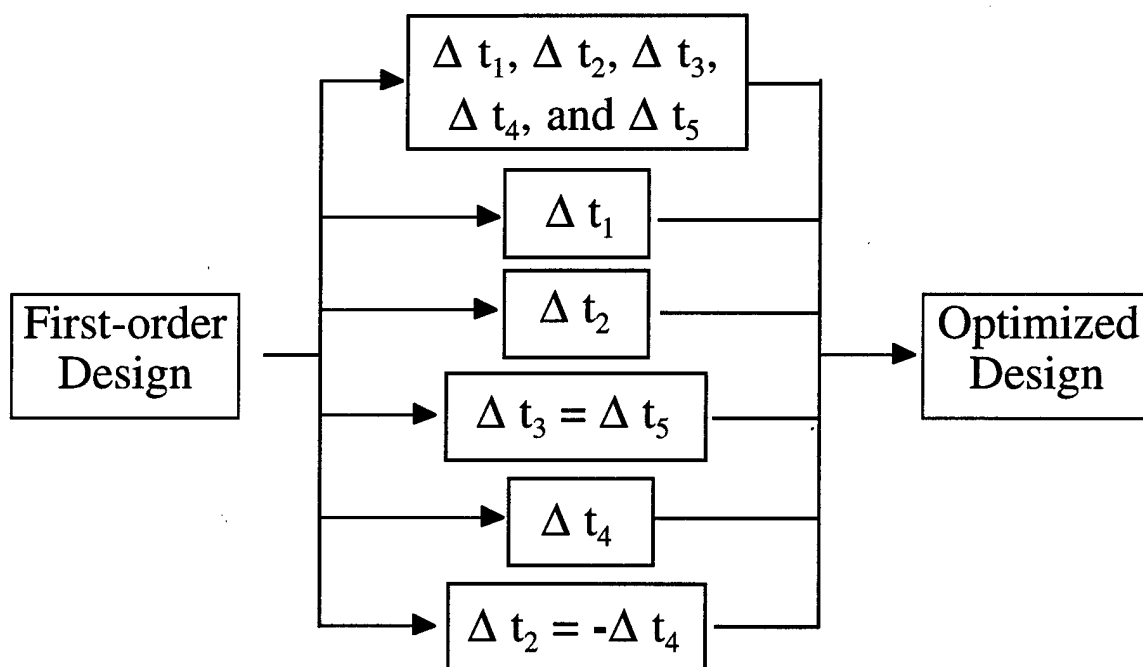 Δ t₁, Δ t₂, Δ t₃,
Δ t₄, and Δ t₅
Δ t₁
Δ t₂
First-order
Design
Optimized
Design
Δ t₃ = Δ t₅
Δ t₄
Δ t₂ = -Δ t₄